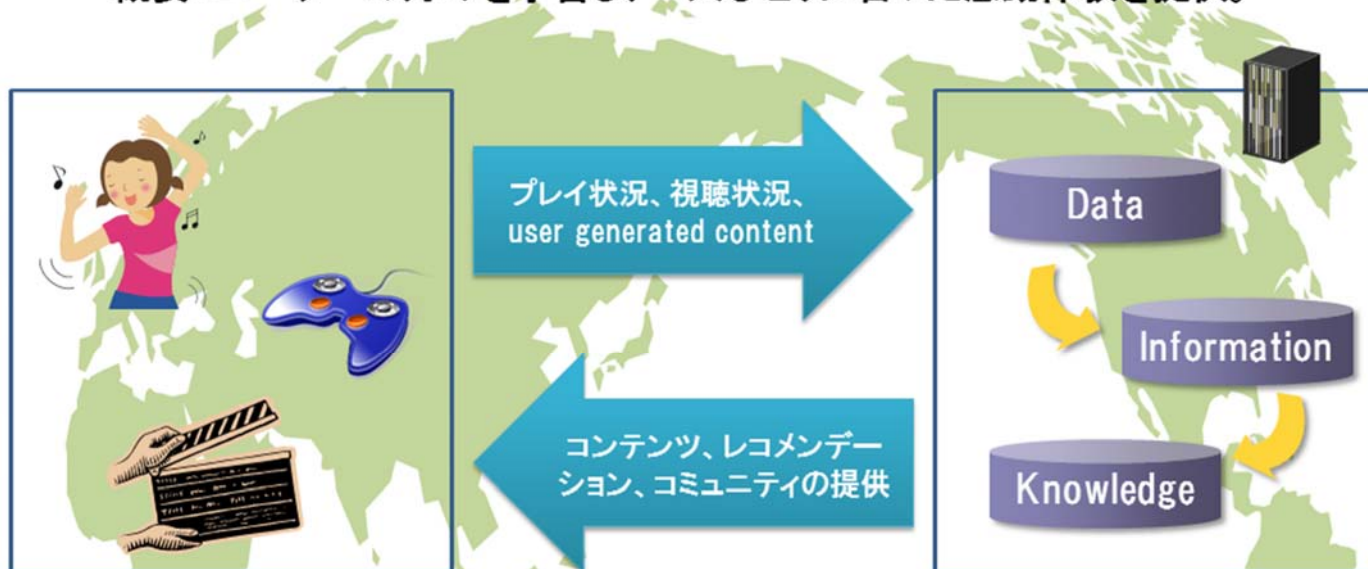 プレイ状況、視聴状況、
user generated content
Data
Information
コンテンツ、レコメンデー
ション、コミュニティの提供
Knowledge